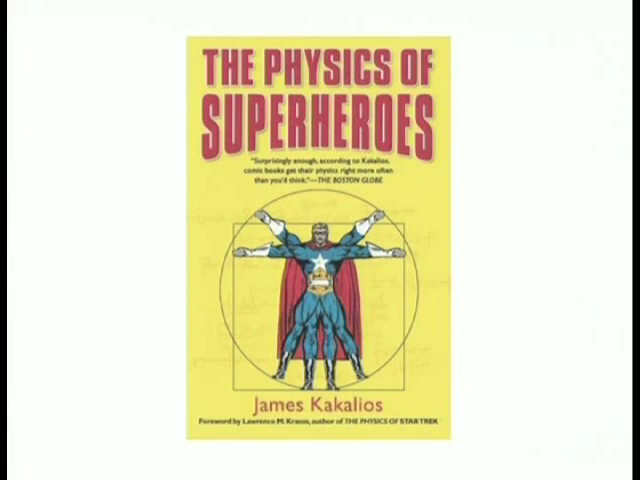 THE PHYSICS OF
SUPERHEROES
"Surprisingly enough, according to Kakalios,
comic books get their physics right more often
than you'd think."—THE BOSTON GLOBE
James Kakalios
Foreword by Lawrence M. Krauss, author of THE PHYSICS OF STAR TREK